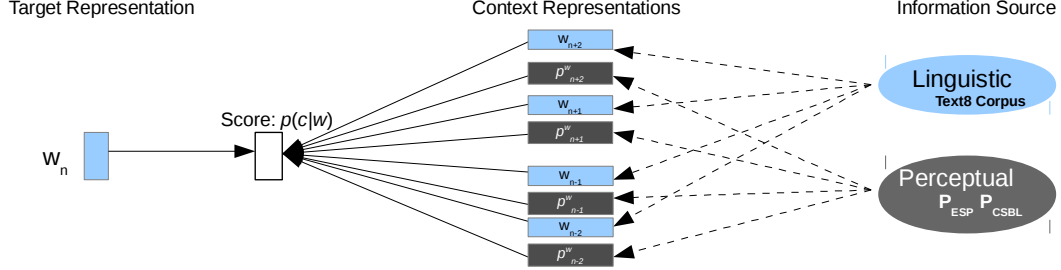 Target Representation
Context Representations
Information Source
w_n
Score: p(c|w)
w_{n+2}
p^w_{n+2}
w_{n+1}
p^w_{n+1}
w_{n-1}
p^w_{n-1}
w_{n-2}
p^w_{n-2}
Linguistic
Text8 Corpus
Perceptual
P_{ESP} P_{CSBL}